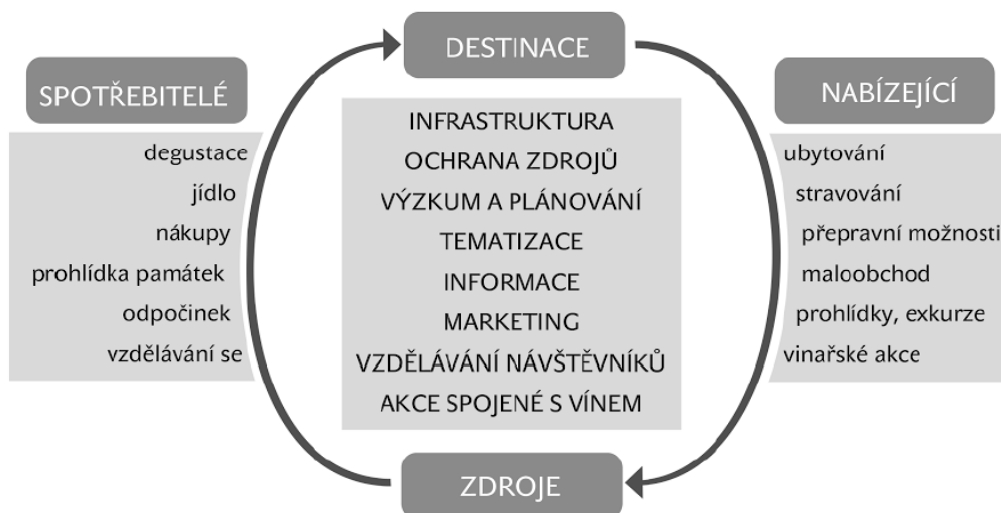 DESTINACE
SPOTŘEBITELÉ
degustace
jídlo
nákupy
prohlídka památek
odpočinek
vzdělávání se
INFRASTRUKTURA
OCHRANA ZDROJŮ
VÝZKUM A PLÁNOVÁNÍ
TEMATIZACE
INFORMACE
MARKETING
VZDĚLÁVÁNÍ NÁVŠTĚVNÍKŮ
AKCE SPOJENÉ S VÍNEM
NABÍZEJÍCÍ
ubytování
stravování
přepravní možnosti
maloobchod
prohlídky, exkurze
vinařské akce
ZDROJE